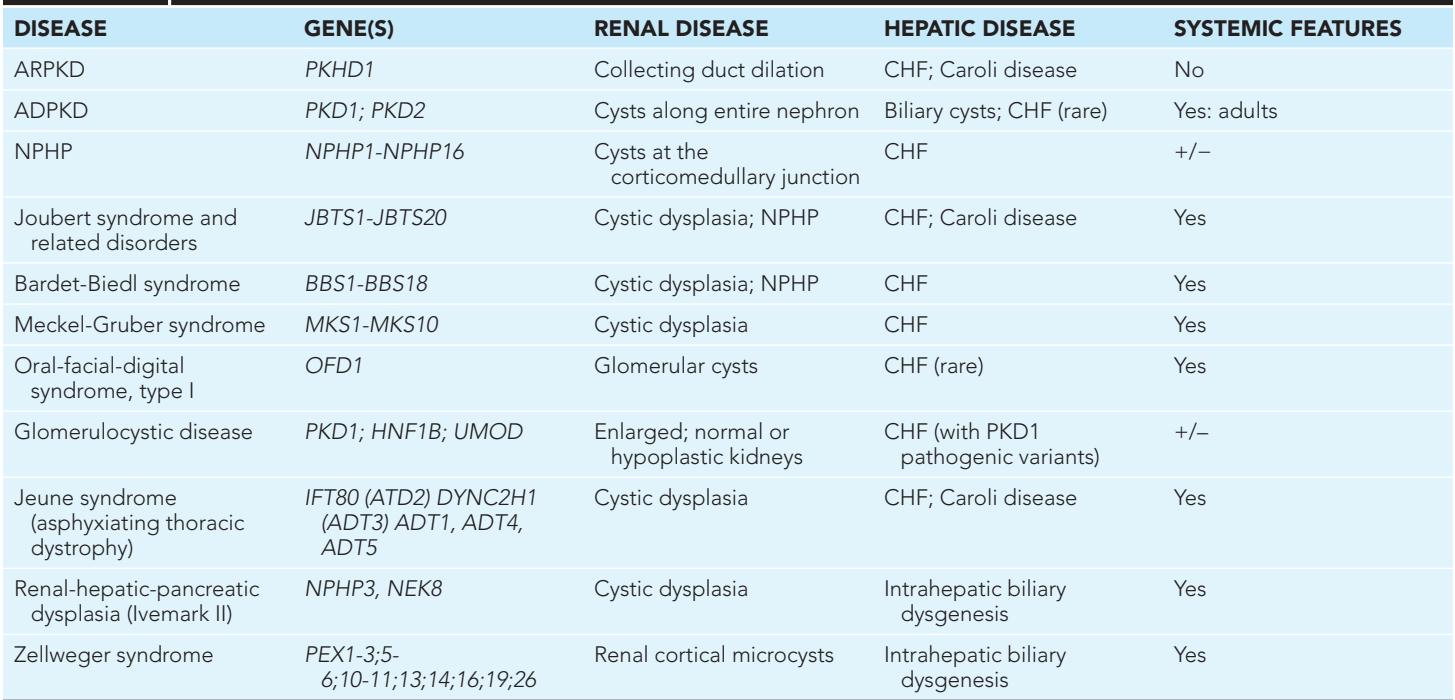 DISEASE GENE(S) RENAL DISEASE HEPATIC DISEASE SYSTEMIC FEATURES
ARPKD PKHD1 Collecting duct dilation CHF; Caroli disease No
ADPKD PKD1; PKD2 Cysts along entire nephron Biliary cysts; CHF (rare) Yes: adults
NPHP NPHP1-NPHP16 Cysts at the CHF +/−
corticomedullary junction
Joubert syndrome and JBTS1-JBTS20 Cystic dysplasia; NPHP CHF; Caroli disease Yes
related disorders
Bardet-Biedl syndrome BBS1-BBS18 Cystic dysplasia; NPHP CHF Yes
Meckel-Gruber syndrome MKS1-MKS10 Cystic dysplasia CHF Yes
Oral-facial-digital OFD1 Glomerular cysts CHF (rare) Yes
syndrome, type I
Glomerulocystic disease PKD1; HNF1B; UMOD Enlarged; normal or CHF (with PKD1 +/–
hypoplastic kidneys pathogenic variants)
Jeune syndrome IFT80 (ATD2) DYNC2H1 Cystic dysplasia CHF; Caroli disease Yes
(asphyxiating thoracic (ADT3) ADT1, ADT4,
dystrophy) ADT5
Renal-hepatic-pancreatic NPHP3, NEK8 Cystic dysplasia Intrahepatic biliary Yes
dysplasia (Ivemark II) dysgenesis
Zellweger syndrome PEX1-3;5- Renal cortical microcysts Intrahepatic biliary Yes
6;10-11;13;14;16;19;26 dysgenesis